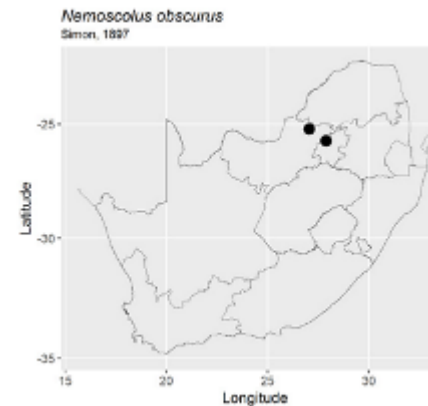 Nemoscolus obscurus
Simon, 1897
-25
-30
-35
Latitude
15 20 25 30
Longitude